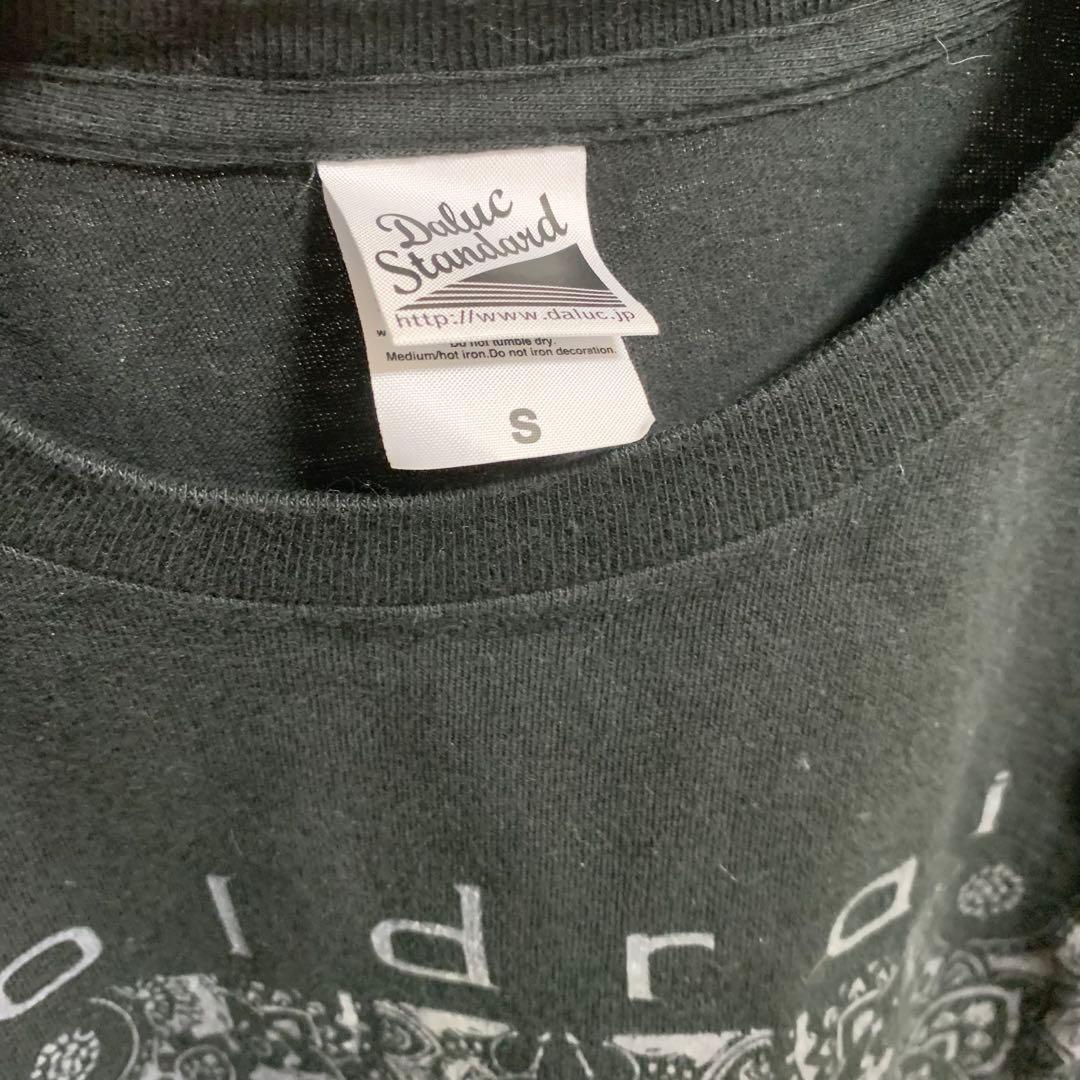 Daluc
Standard
http://www.daluc.jp
Do not tumble dry.
Medium/hot iron.Do not iron decoration.
S